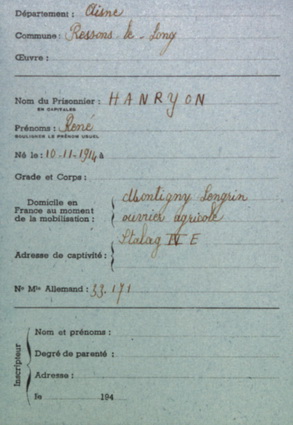 Département : Aisne
Commune : Ressons le-Long
Œuvre :
Nom du Prisonnier : HANRYON
EN CAPITALES
Prénoms : René
SOULIGNER LE PRÉNOM USUEL
Né le : 10-11-1914 à
Grade et Corps :
Domicile en France au moment de la mobilisation : Montigny Lengrin
ouvrier agricole
Stalag IV E
Adresse de captivité :
No Mle Allemand : 33.171
Inscripteur
Nom et prénoms :
Degré de parenté :
Adresse :
le 194